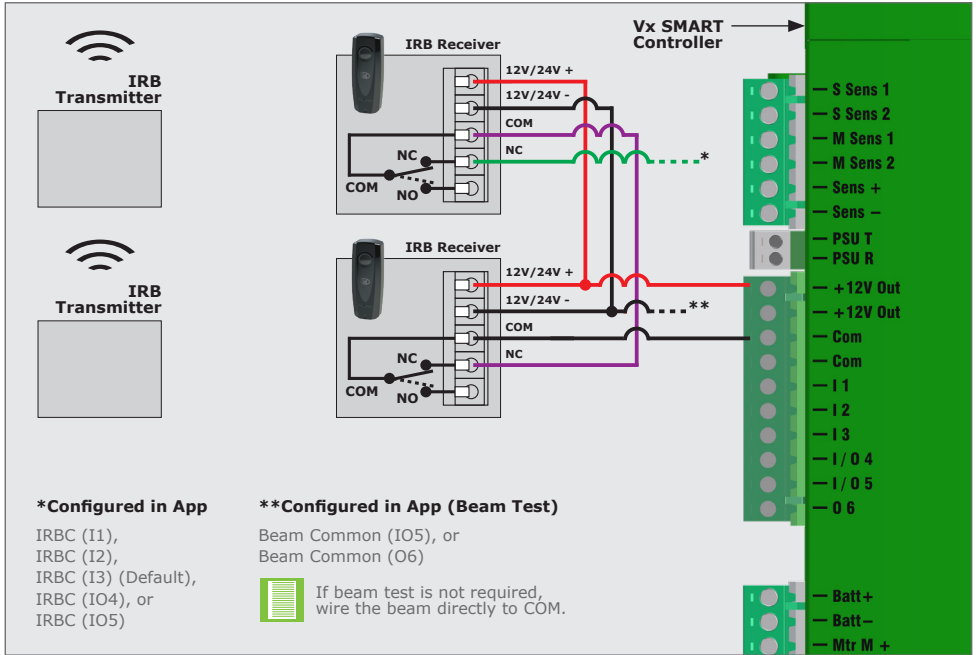 Vx SMART
Controller
IRB
Transmitter
IRB Receiver
12V/24V +
12V/24V -
COM
NC
NC
COM
NO
*
IRB
Transmitter
IRB Receiver
12V/24V +
12V/24V -
COM
NC
NC
COM
NO
**
S Sens 1
S Sens 2
M Sens 1
M Sens 2
Sens +
Sens –
PSU T
PSU R
+12V Out
+12V Out
Com
Com
I 1
I 2
I 3
I / O 4
I / O 5
O 6
Batt+
Batt–
Mtr M +
*Configured in App
IRBC (I1),
IRBC (I2),
IRBC (I3) (Default),
IRBC (IO4), or
IRBC (IO5)
**Configured in App (Beam Test)
Beam Common (IO5), or
Beam Common (O6)
If beam test is not required,
wire the beam directly to COM.